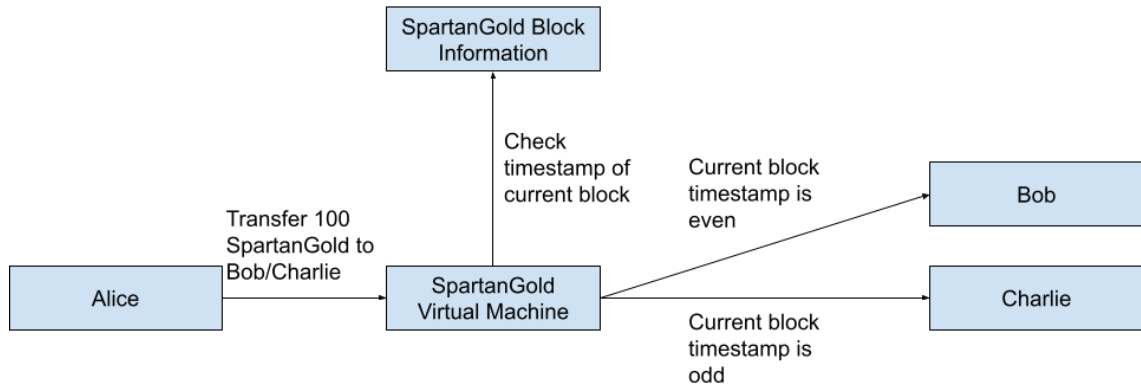 SpartanGold Block
Information
Check
timestamp of
current block
Current block
timestamp is
even
Bob
Transfer 100
SpartanGold to
Bob/Charlie
Alice
SpartanGold
Virtual Machine
Charlie
Current block
timestamp is
odd